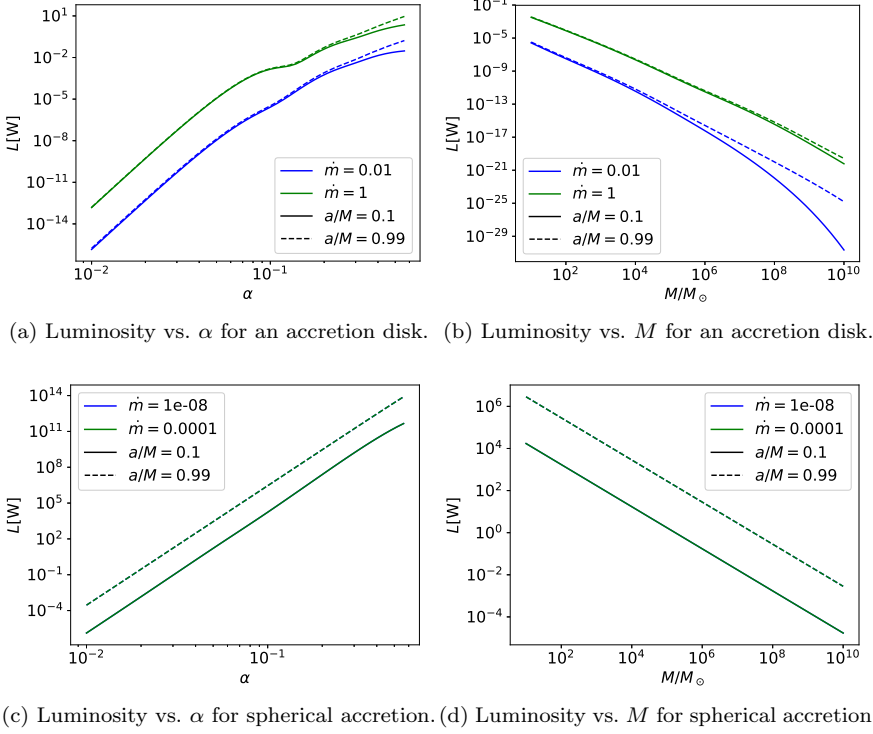 10^1
10^-2
10^-5
10^-8
10^-11
10^-14
L[W]
ṁ = 0.01
ṁ = 1
a/M = 0.1
a/M = 0.99
10^-2
10^-1
α
10^-1
10^-5
10^-9
10^-13
10^-17
10^-21
10^-25
10^-29
L[W]
ṁ = 0.01
ṁ = 1
a/M = 0.1
a/M = 0.99
10^2
10^4
10^6
10^8
10^10
M/M_⊙
(a) Luminosity vs. α for an accretion disk.
(b) Luminosity vs. M for an accretion disk.
10^14
10^11
10^8
10^5
10^2
10^-1
10^-4
L[W]
ṁ = 1e-08
ṁ = 0.0001
a/M = 0.1
a/M = 0.99
10^-2
10^-1
α
10^6
10^4
10^2
10^0
10^-2
10^-4
L[W]
ṁ = 1e-08
ṁ = 0.0001
a/M = 0.1
a/M = 0.99
10^2
10^4
10^6
10^8
10^10
M/M_⊙
(c) Luminosity vs. α for spherical accretion.
(d) Luminosity vs. M for spherical accretion